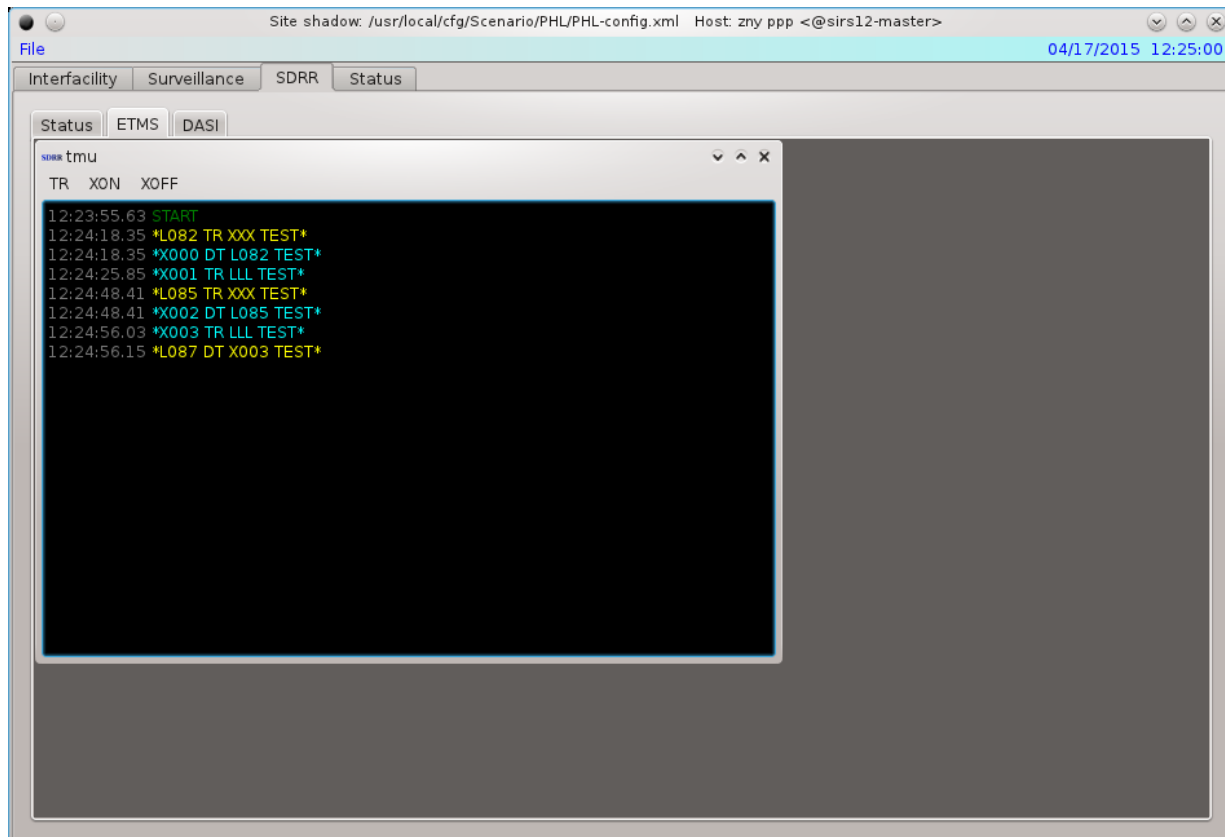 Site shadow: /usr/local/cfg/Scenario/PHL/PHL-config.xml Host: zny ppp <@sirs12-master>
File 04/17/2015 12:25:00
Interfacility Surveillance SDRR Status
Status ETMS DASI
SDRR tmu
TR XON XOFF
12:23:55.63 START
12:24:18.35 *L082 TR XXX TEST*
12:24:18.35 *X000 DT L082 TEST*
12:24:25.85 *X001 TR LLL TEST*
12:24:48.41 *L085 TR XXX TEST*
12:24:48.41 *X002 DT L085 TEST*
12:24:56.03 *X003 TR LLL TEST*
12:24:56.15 *L087 DT X003 TEST*